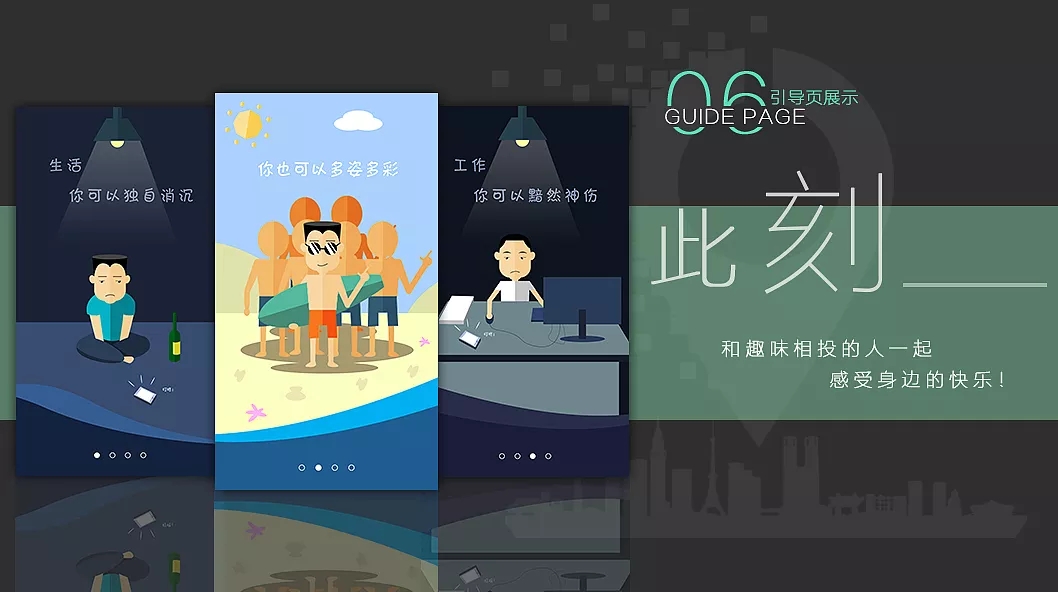 06
引导页展示
GUIDE PAGE
此刻
和趣味相投的人一起
感受身边的快乐!
生活
你可以独自消沉
你也可以多姿多彩
工作
你可以黯然神伤